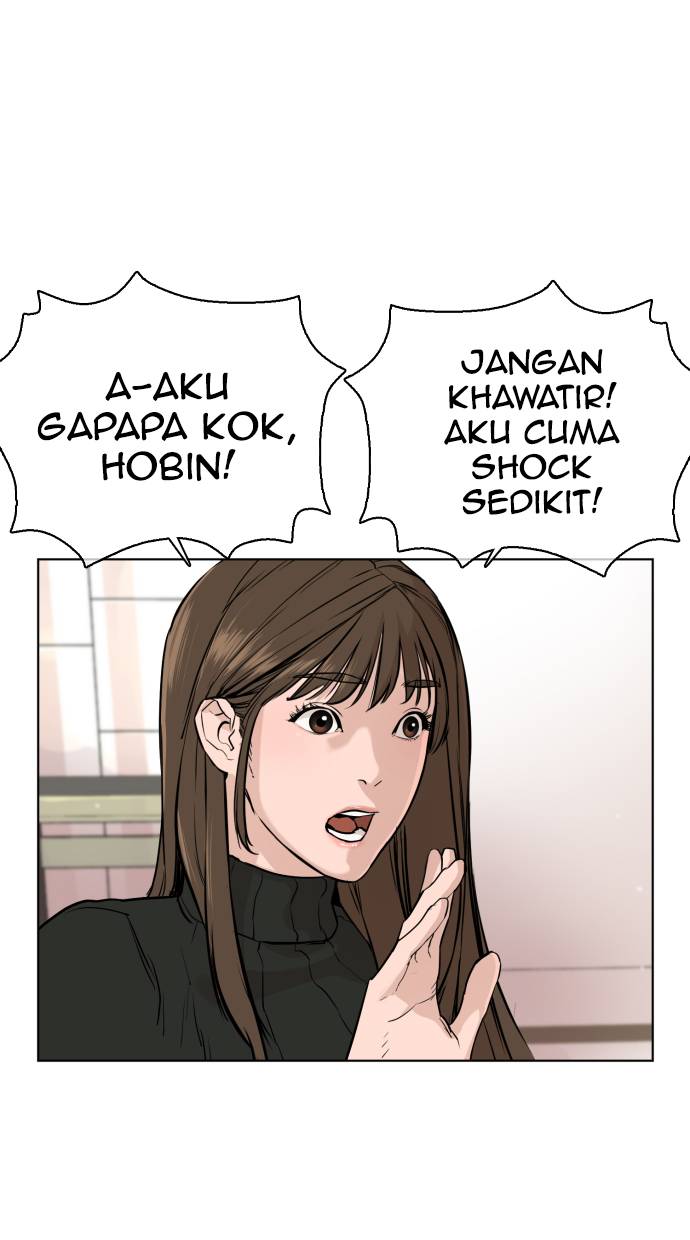 A-AKU
GAPAPA KOK,
HOBIN!
JANGAN
KHAWATIR!
AKU CUMA
SHOCK
SEDIKIT!